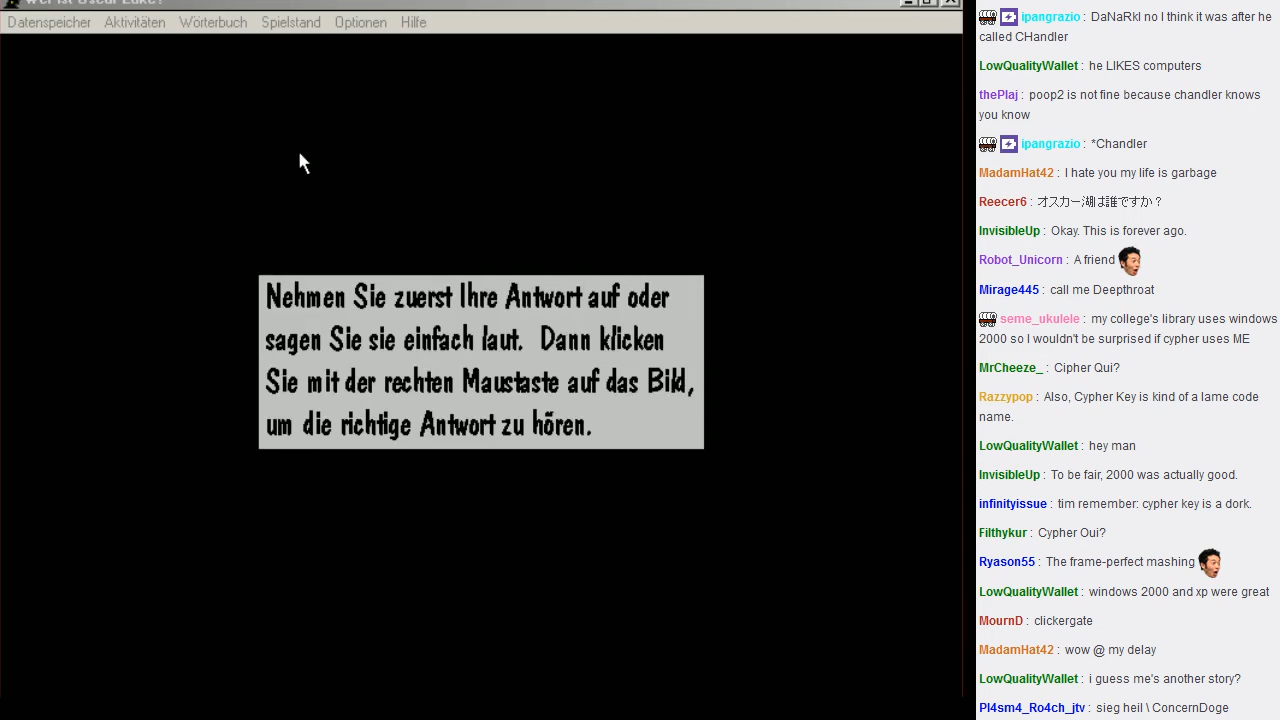 Wer ist Oscar Lake?
Datenspeicher Aktivitäten Wörterbuch Spielstand Optionen Hilfe
Nehmen Sie zuerst Ihre Antwort auf oder
sagen Sie sie einfach laut. Dann klicken
Sie mit der rechten Maustaste auf das Bild,
um die richtige Antwort zu hören.
ipangrazio : DaNaRkI no I think it was after he
called CHandler
LowQualityWallet : he LIKES computers
thePlaj : poop2 is not fine because chandler knows
you know
ipangrazio : *Chandler
MadamHat42 : I hate you my life is garbage
Reecer6 : オスカー湖は誰ですか？
InvisibleUp : Okay. This is forever ago.
Robot_Unicorn : A friend
Mirage445 : call me Deepthroat
seme_ukulele : my college's library uses windows
2000 so I wouldn't be surprised if cypher uses ME
MrCheeze_ : Cipher Qui?
Razzypop : Also, Cypher Key is kind of a lame code
name.
LowQualityWallet : hey man
InvisibleUp : To be fair, 2000 was actually good.
infinityissue : tim remember: cypher key is a dork.
Filthykur : Cypher Oui?
Ryason55 : The frame-perfect mashing
LowQualityWallet : windows 2000 and xp were great
MournD : clickergate
MadamHat42 : wow @ my delay
LowQualityWallet : i guess me's another story?
Pl4sm4_Ro4ch_jtv : sieg heil \ ConcernDoge